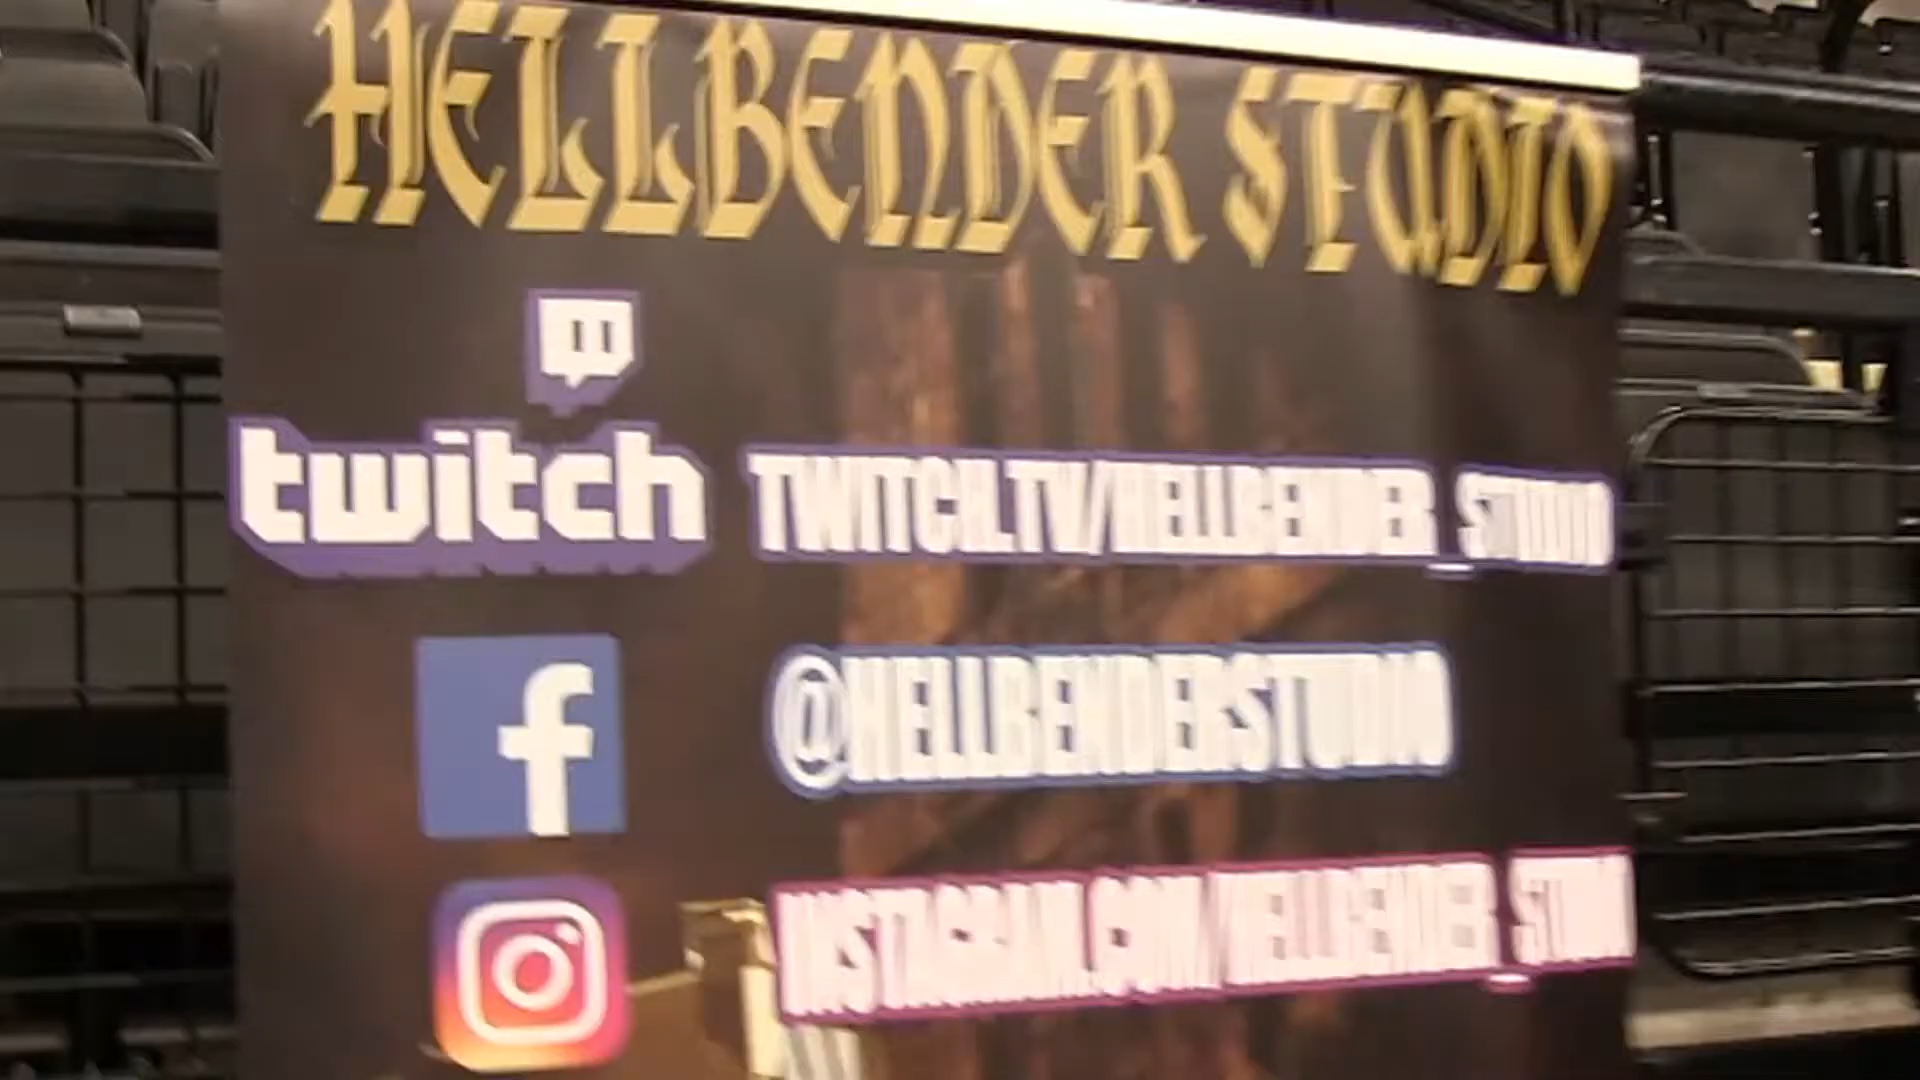 HELLBENDER STUDIO
twitch TWITCH.TV/HELLBENDER_STUDIO
f @HELLBENDERSTUDIO
INSTAGRAM.COM/HELLBENDER_STUDIO